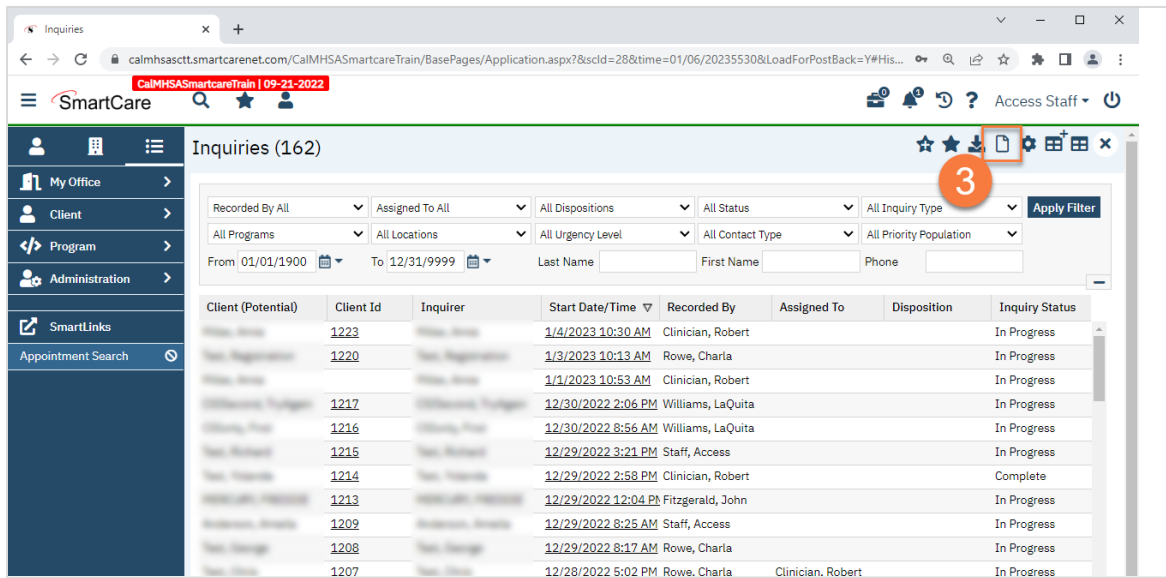 Inquiries
calmhsasctt.smartcarenet.com/CalMHSASmartcareTrain/BasePages/Application.aspx?&scId=28&time=01/06/20235530&LoadForPostBack=Y#His...
CalMHSASmartcareTrain | 09-21-2022
SmartCare
0
1
Access Staff
Inquiries (162)
3
My Office
Client
Program
Administration
SmartLinks
Appointment Search
Recorded By All Assigned To All All Dispositions All Status All Inquiry Type Apply Filter
All Programs All Locations All Urgency Level All Contact Type All Priority Population
From 01/01/1900 To 12/31/9999 Last Name First Name Phone
Client (Potential) Client Id Inquirer Start Date/Time Recorded By Assigned To Disposition Inquiry Status
1223 1/4/2023 10:30 AM Clinician, Robert In Progress
1220 1/3/2023 10:13 AM Rowe, Charla In Progress
1/1/2023 10:53 AM Clinician, Robert In Progress
1217 12/30/2022 2:06 PM Williams, LaQuita In Progress
1216 12/30/2022 8:56 AM Williams, LaQuita In Progress
1215 12/29/2022 3:21 PM Staff, Access In Progress
1214 12/29/2022 2:58 PM Clinician, Robert Complete
1213 12/29/2022 12:04 PM Fitzgerald, John In Progress
1209 12/29/2022 8:25 AM Staff, Access In Progress
1208 12/29/2022 8:17 AM Rowe, Charla In Progress
1207 12/28/2022 5:02 PM Rowe, Charla Clinician, Robert In Progress